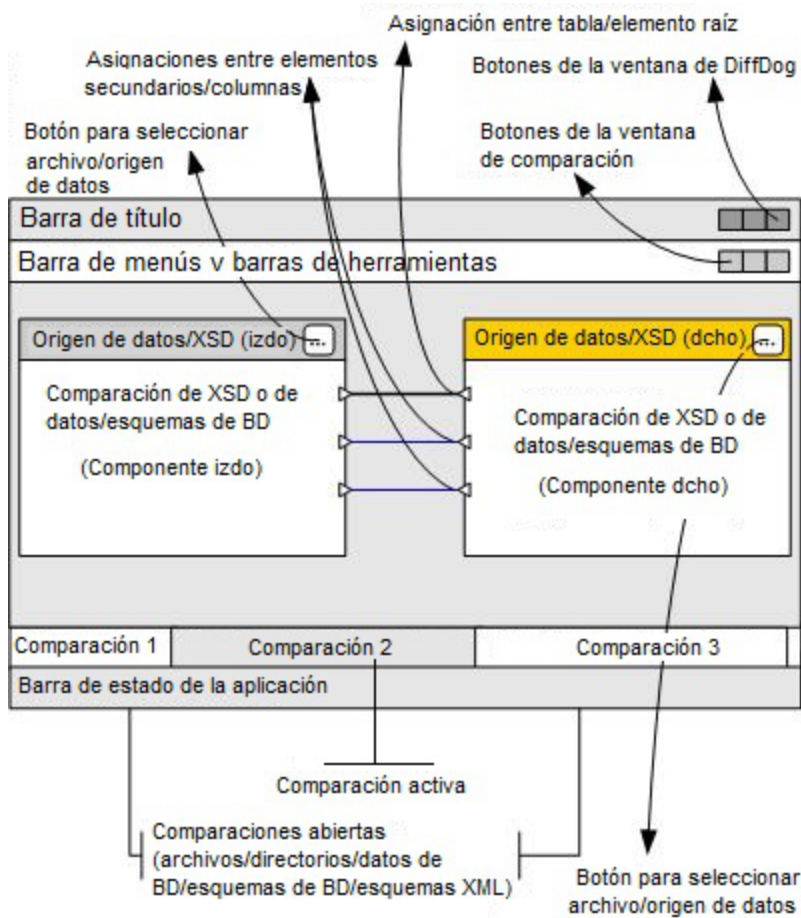 Asignación entre tabla/elemento raíz
Asignaciones entre elementos
secundarios/columnas
Botones de la ventana de DiffDog
Botón para seleccionar
archivo/origen
de datos
Botones de la ventana
de comparación
Barra de título
Barra de menús v barras de herramientas
Origen de datos/XSD (izdo)
...
Origen de datos/XSD (dcho)
...
Comparación de XSD o de
datos/esquemas de BD
(Componente izdo)
Comparación de XSD o de
datos/esquemas de BD
(Componente dcho)
Comparación 1
Comparación 2
Comparación 3
Barra de estado de la aplicación
Comparación activa
Comparaciones abiertas
(archivos/directorios/datos de
BD/esquemas de BD/esquemas XML)
Botón para seleccionar
archivo/origen de datos